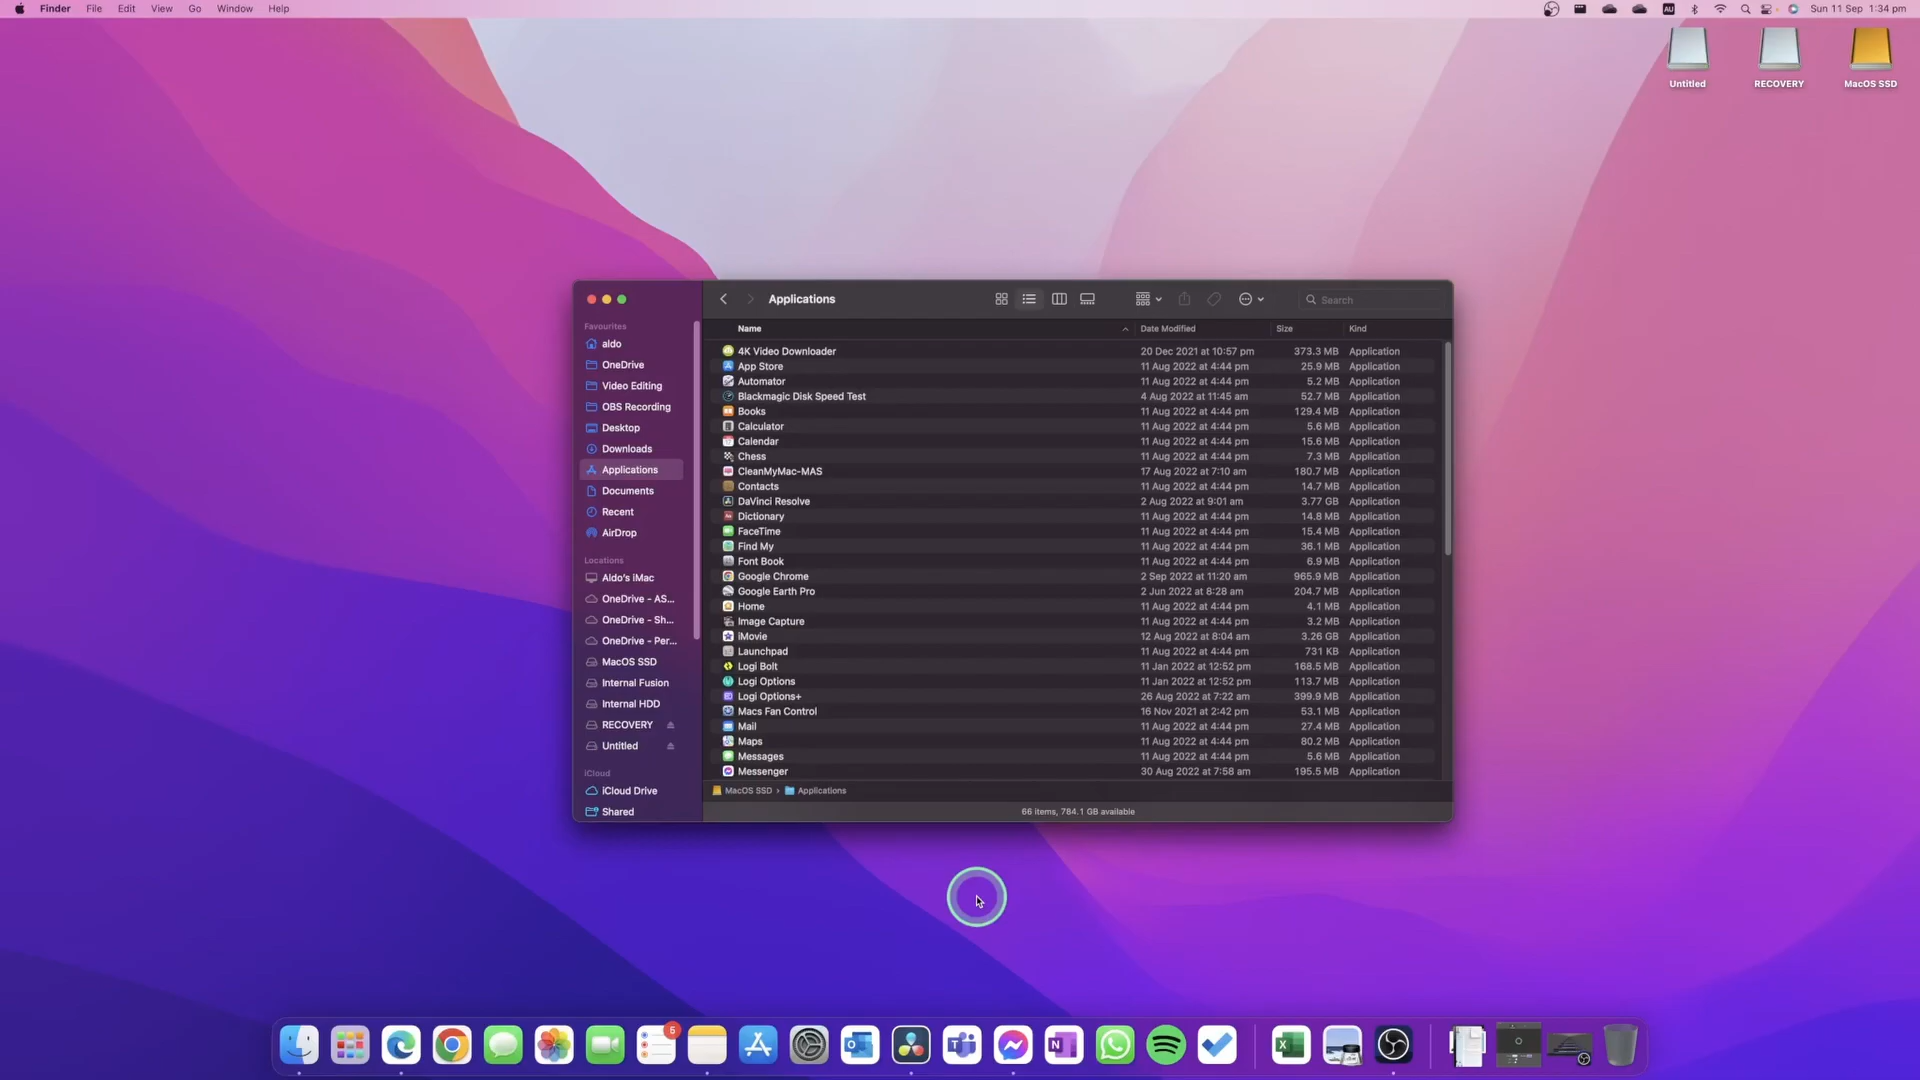 Finder File Edit View Go Window Help
AU Sun 11 Sep 1:34 pm
Untitled RECOVERY MacOS SSD
Applications
Search
Favourites
aldo
OneDrive
Video Editing
OBS Recording
Desktop
Downloads
Applications
Documents
Recent
AirDrop
Locations
Aldo's iMac
OneDrive - AS...
OneDrive - Sh...
OneDrive - Per...
MacOS SSD
Internal Fusion
Internal HDD
RECOVERY
Untitled
iCloud
iCloud Drive
Shared
Name Date Modified Size Kind
4K Video Downloader 20 Dec 2021 at 10:57 pm 373.3 MB Application
App Store 11 Aug 2022 at 4:44 pm 25.9 MB Application
Automator 11 Aug 2022 at 4:44 pm 5.2 MB Application
Blackmagic Disk Speed Test 4 Aug 2022 at 11:45 am 52.7 MB Application
Books 11 Aug 2022 at 4:44 pm 129.4 MB Application
Calculator 11 Aug 2022 at 4:44 pm 5.6 MB Application
Calendar 11 Aug 2022 at 4:44 pm 15.6 MB Application
Chess 11 Aug 2022 at 4:44 pm 7.3 MB Application
CleanMyMac-MAS 17 Aug 2022 at 7:10 am 180.7 MB Application
Contacts 11 Aug 2022 at 4:44 pm 14.7 MB Application
DaVinci Resolve 2 Aug 2022 at 9:01 am 3.77 GB Application
Dictionary 11 Aug 2022 at 4:44 pm 14.8 MB Application
FaceTime 11 Aug 2022 at 4:44 pm 15.4 MB Application
Find My 11 Aug 2022 at 4:44 pm 36.1 MB Application
Font Book 11 Aug 2022 at 4:44 pm 6.9 MB Application
Google Chrome 2 Sep 2022 at 11:20 am 965.9 MB Application
Google Earth Pro 2 Jun 2022 at 8:28 am 204.7 MB Application
Home 11 Aug 2022 at 4:44 pm 4.1 MB Application
Image Capture 11 Aug 2022 at 4:44 pm 3.2 MB Application
iMovie 12 Aug 2022 at 8:04 am 3.26 GB Application
Launchpad 11 Aug 2022 at 4:44 pm 731 KB Application
Logi Bolt 11 Jan 2022 at 12:52 pm 168.5 MB Application
Logi Options 11 Jan 2022 at 12:52 pm 113.7 MB Application
Logi Options+ 26 Aug 2022 at 7:22 am 399.9 MB Application
Macs Fan Control 16 Nov 2021 at 2:42 pm 53.1 MB Application
Mail 11 Aug 2022 at 4:44 pm 27.4 MB Application
Maps 11 Aug 2022 at 4:44 pm 80.2 MB Application
Messages 11 Aug 2022 at 4:44 pm 5.6 MB Application
Messenger 30 Aug 2022 at 7:58 am 195.5 MB Application
MacOS SSD › Applications
66 items, 784.1 GB available
5